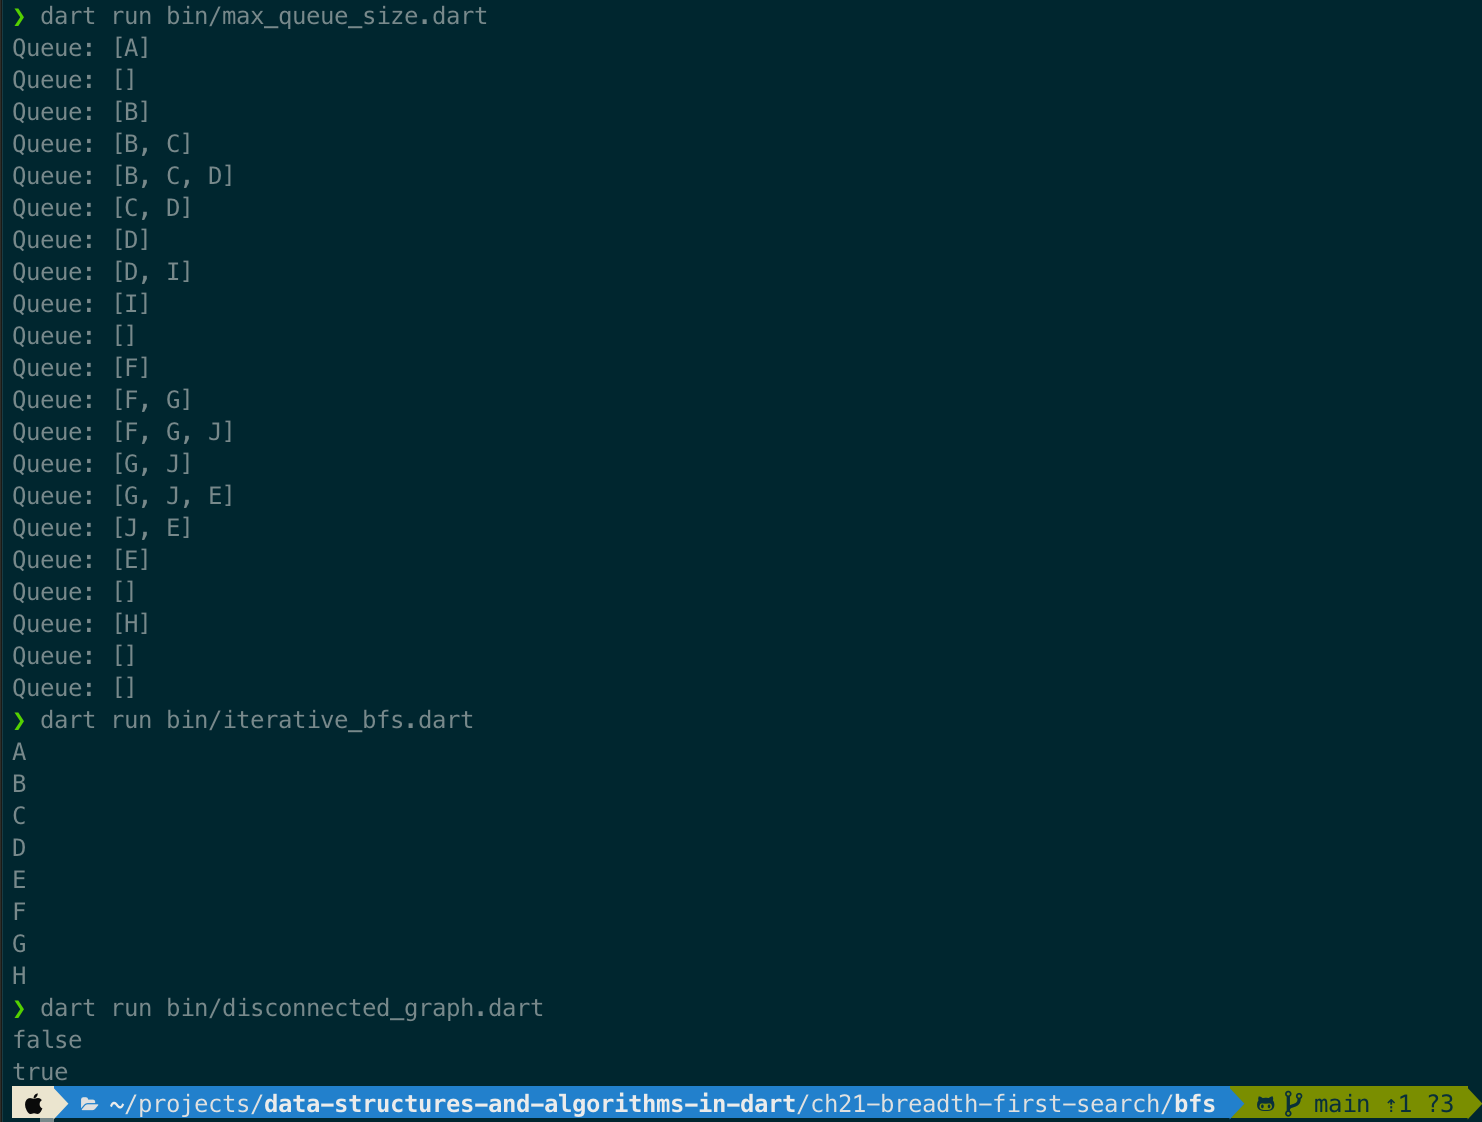 ❯ dart run bin/max_queue_size.dart
Queue: [A]
Queue: []
Queue: [B]
Queue: [B, C]
Queue: [B, C, D]
Queue: [C, D]
Queue: [D]
Queue: [D, I]
Queue: [I]
Queue: []
Queue: [F]
Queue: [F, G]
Queue: [F, G, J]
Queue: [G, J]
Queue: [G, J, E]
Queue: [J, E]
Queue: [E]
Queue: []
Queue: [H]
Queue: []
Queue: []
❯ dart run bin/iterative_bfs.dart
A
B
C
D
E
F
G
H
❯ dart run bin/disconnected_graph.dart
false
true
~/projects/data-structures-and-algorithms-in-dart/ch21-breadth-first-search/bfs main ⇡1 ?3